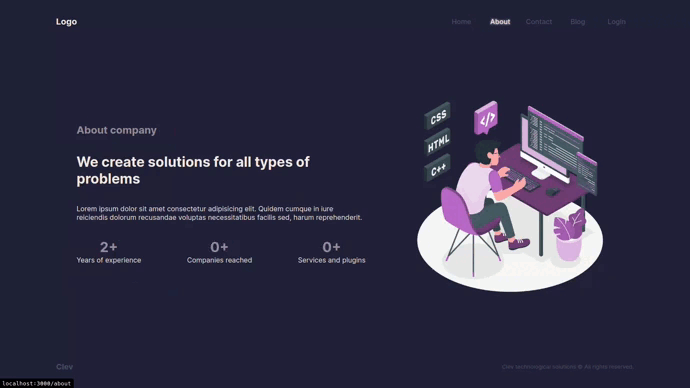 Logo
Home About Contact Blog Login
CSS
</>
HTML
C++
About company
We create solutions for all types of
problems
Lorem ipsum dolor sit amet consectetur adipisicing elit. Quidem cumque in iure
reiciendis dolorum recusandae voluptas necessitatibus facilis sed, harum reprehenderit.
2+ 0+ 0+
Years of experience Companies reached Services and plugins
Clev
Clev technological solutions © All rights reserved.
localhost:3000/about